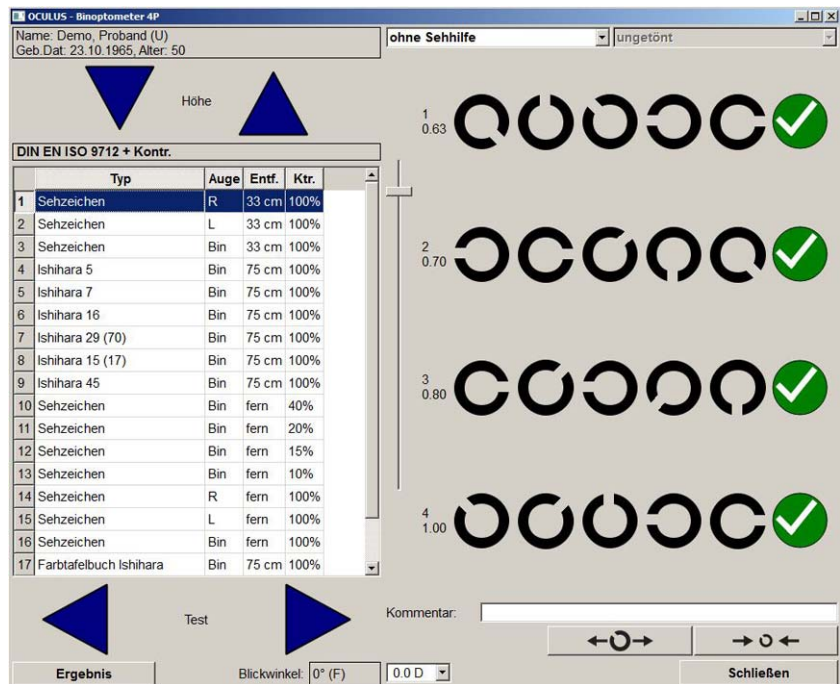 OCULUS - Binoptometer 4P
Name: Demo, Proband (U)
Geb.Dat: 23.10.1965, Alter: 50
ohne Sehhilfe
ungetönt
Höhe
DIN EN ISO 9712 + Kontr.
Typ Auge Entf. Ktr.
1 Sehzeichen R 33 cm 100%
2 Sehzeichen L 33 cm 100%
3 Sehzeichen Bin 33 cm 100%
4 Ishihara 5 Bin 75 cm 100%
5 Ishihara 7 Bin 75 cm 100%
6 Ishihara 16 Bin 75 cm 100%
7 Ishihara 29 (70) Bin 75 cm 100%
8 Ishihara 15 (17) Bin 75 cm 100%
9 Ishihara 45 Bin 75 cm 100%
10 Sehzeichen Bin fern 40%
11 Sehzeichen Bin fern 20%
12 Sehzeichen Bin fern 15%
13 Sehzeichen Bin fern 10%
14 Sehzeichen R fern 100%
15 Sehzeichen L fern 100%
16 Sehzeichen Bin fern 100%
17 Farbtafelbuch Ishihara Bin 75 cm 100%
1
0.63
2
0.70
3
0.80
4
1.00
Test
Kommentar:
Ergebnis
Blickwinkel: 0° (F)
0.0 D
Schließen